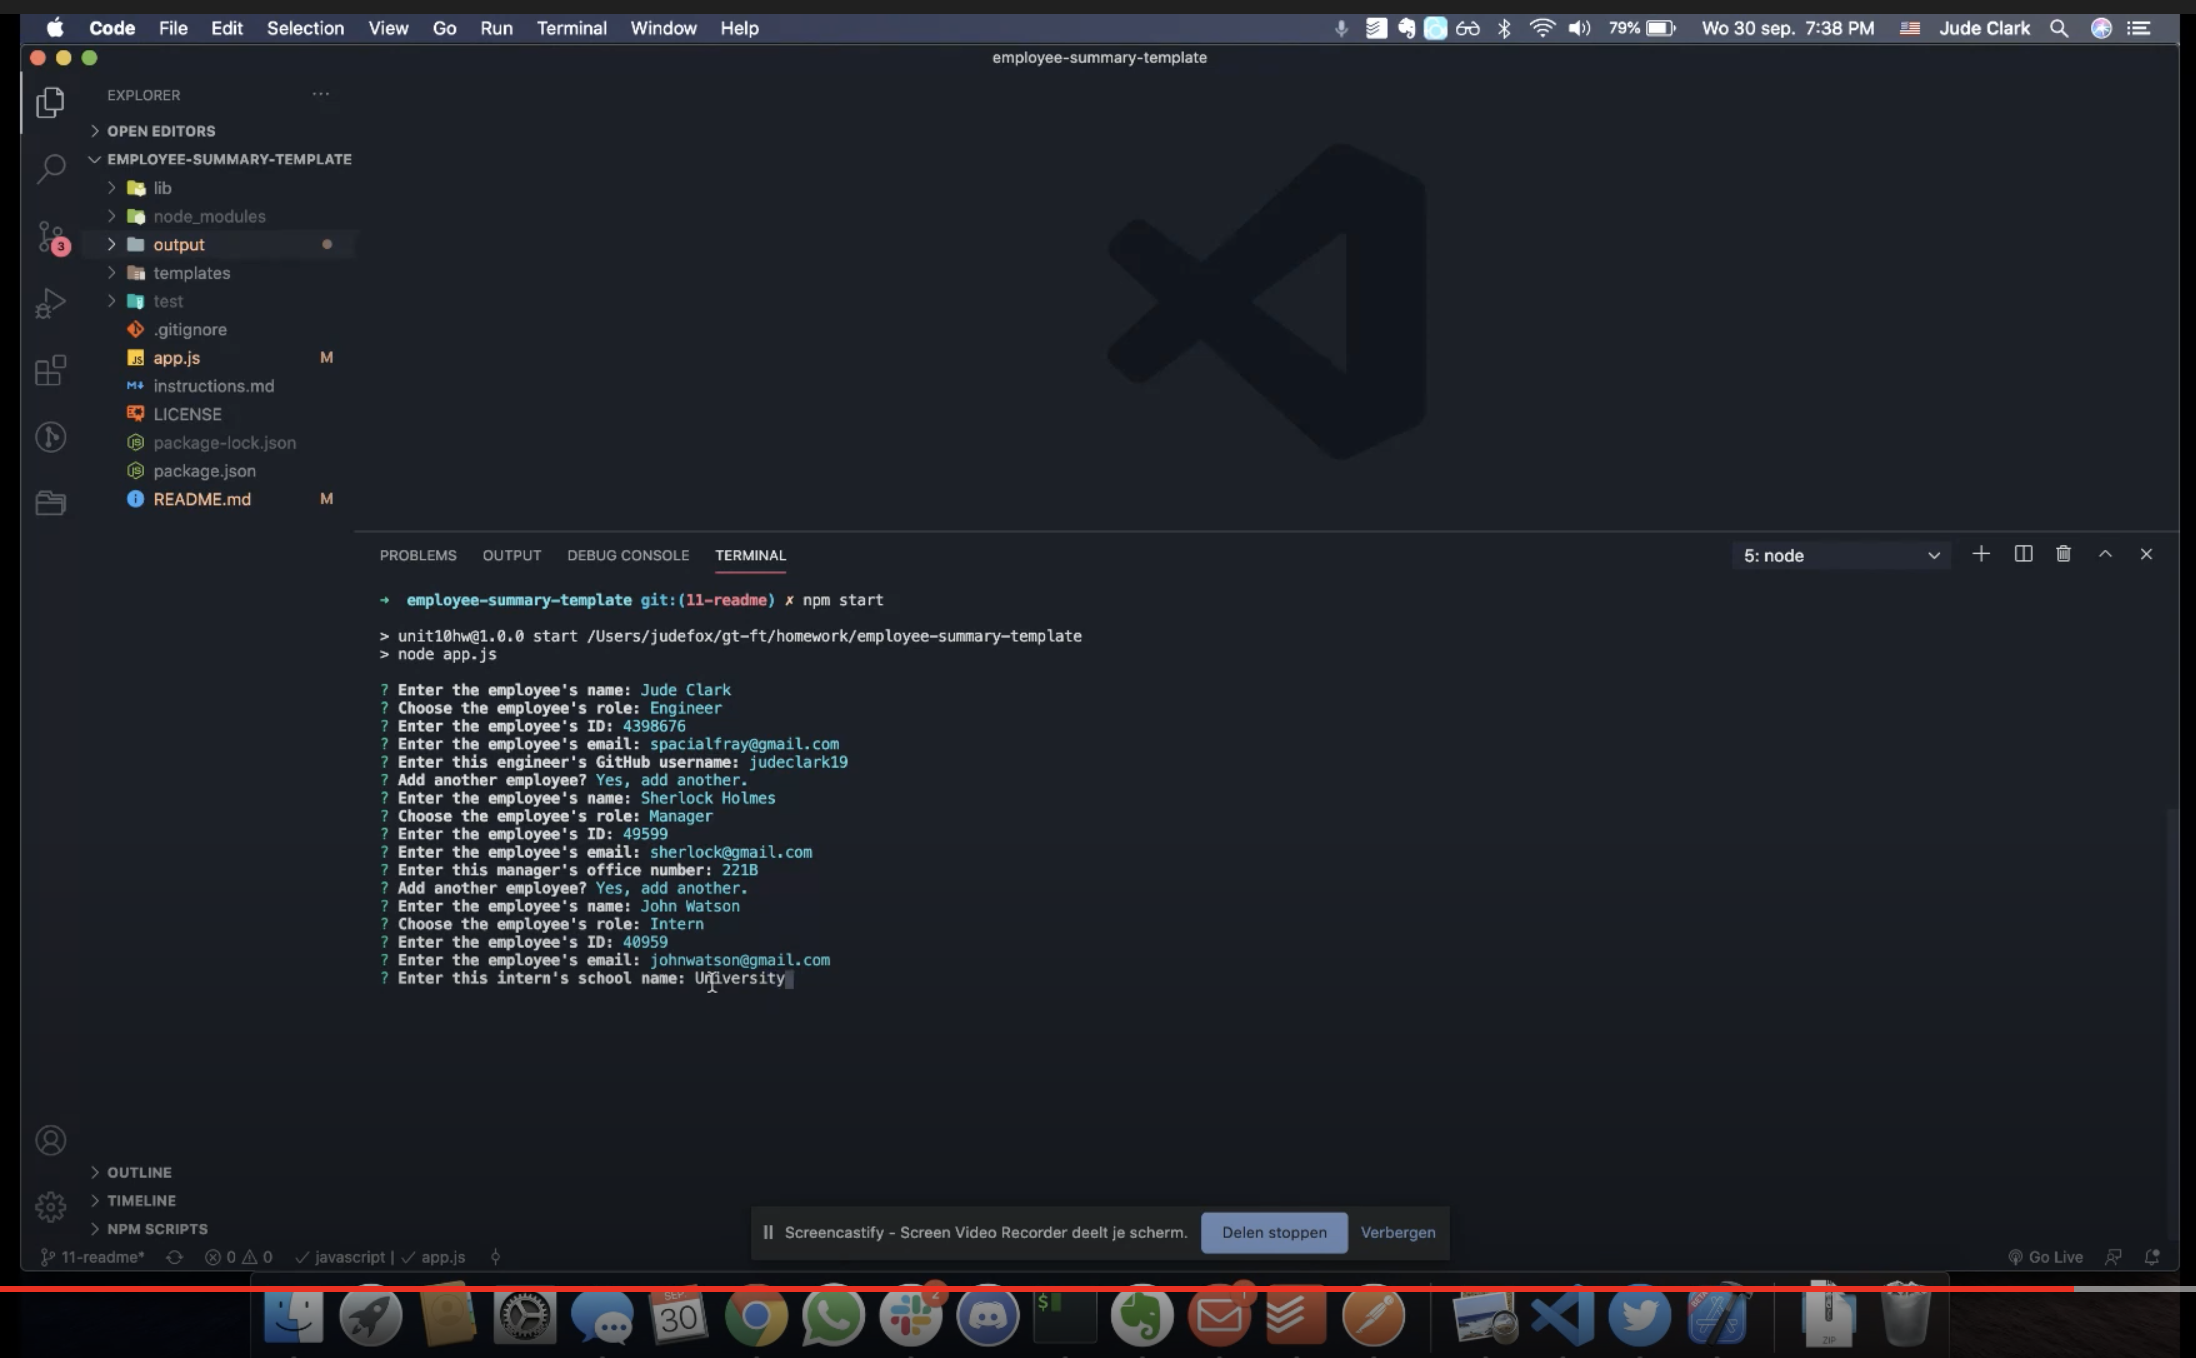 Code File Edit Selection View Go Run Terminal Window Help 79% Wo 30 sep. 7:38 PM Jude Clark
employee-summary-template
EXPLORER ...
OPEN EDITORS
EMPLOYEE-SUMMARY-TEMPLATE
lib
node_modules
3
output
templates
test
.gitignore
JS app.js M
M+ instructions.md
LICENSE
package-lock.json
package.json
README.md M
PROBLEMS OUTPUT DEBUG CONSOLE TERMINAL 5: node
→ employee-summary-template git:(11-readme) ✗ npm start
> unit10hw@1.0.0 start /Users/judefox/gt-ft/homework/employee-summary-template
> node app.js
? Enter the employee's name: Jude Clark
? Choose the employee's role: Engineer
? Enter the employee's ID: 4398676
? Enter the employee's email: spacialfray@gmail.com
? Enter this engineer's GitHub username: judeclark19
? Add another employee? Yes, add another.
? Enter the employee's name: Sherlock Holmes
? Choose the employee's role: Manager
? Enter the employee's ID: 49599
? Enter the employee's email: sherlock@gmail.com
? Enter this manager's office number: 221B
? Add another employee? Yes, add another.
? Enter the employee's name: John Watson
? Choose the employee's role: Intern
? Enter the employee's ID: 40959
? Enter the employee's email: johnwatson@gmail.com
? Enter this intern's school name: University
OUTLINE
TIMELINE
NPM SCRIPTS
Screencastify - Screen Video Recorder deelt je scherm. Delen stoppen Verbergen
11-readme* 0 0 javascript | app.js Go Live
SEP
30
2
$
1
BETA
ZIP